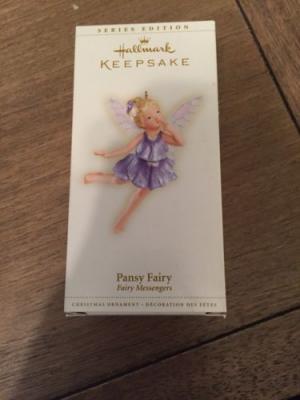 SERIES EDITION
Hallmark
KEEPSAKE
Pansy Fairy
Fairy Messengers
CHRISTMAS ORNAMENT • DÉCORATION DES FÊTES